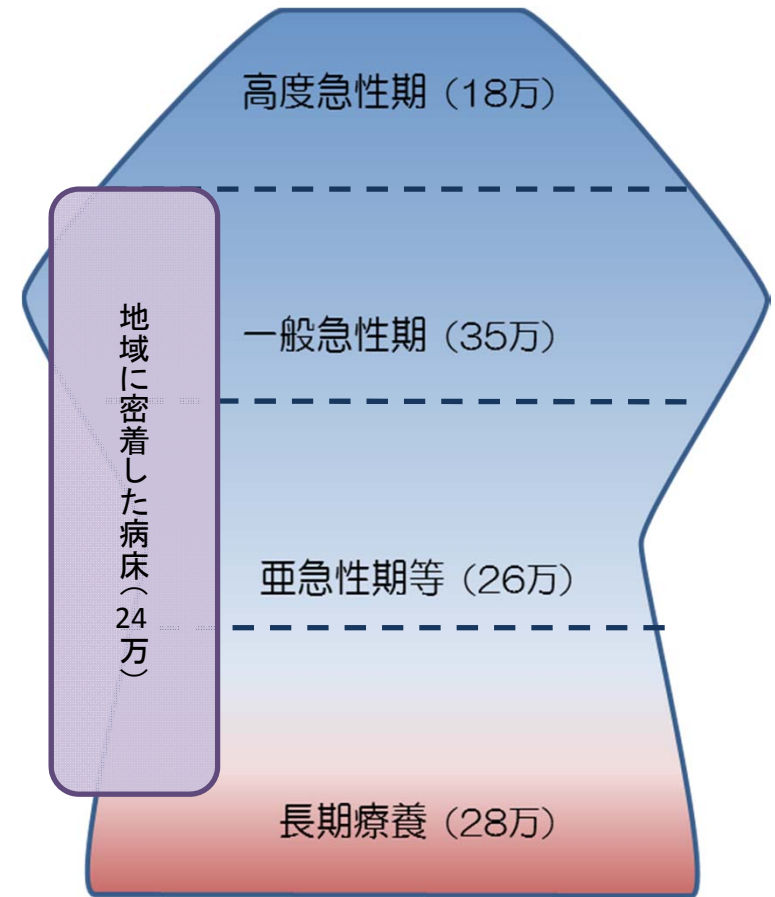 高度急性期（18万）
一般急性期（35万）
亜急性期等（26万）
長期療養（28万）
地域に密着した病床（24万）